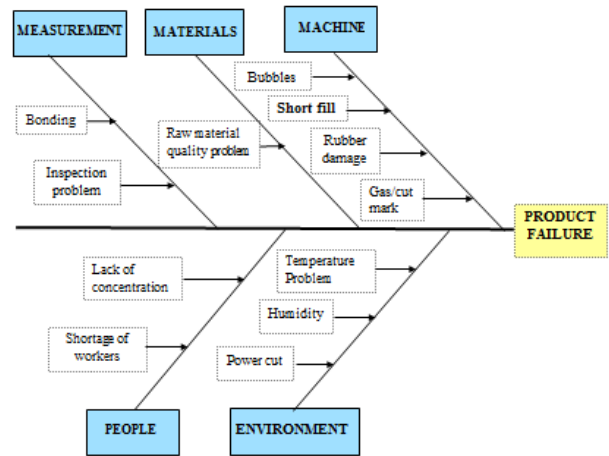 MEASUREMENT
MATERIALS
MACHINE
Bubbles
Short fill
Bonding
Raw material
quality problem
Rubber
damage
Inspection
problem
Gas/cut
mark
PRODUCT
FAILURE
Lack of
concentration
Temperature
Problem
Humidity
Shortage of
workers
Power cut
PEOPLE
ENVIRONMENT